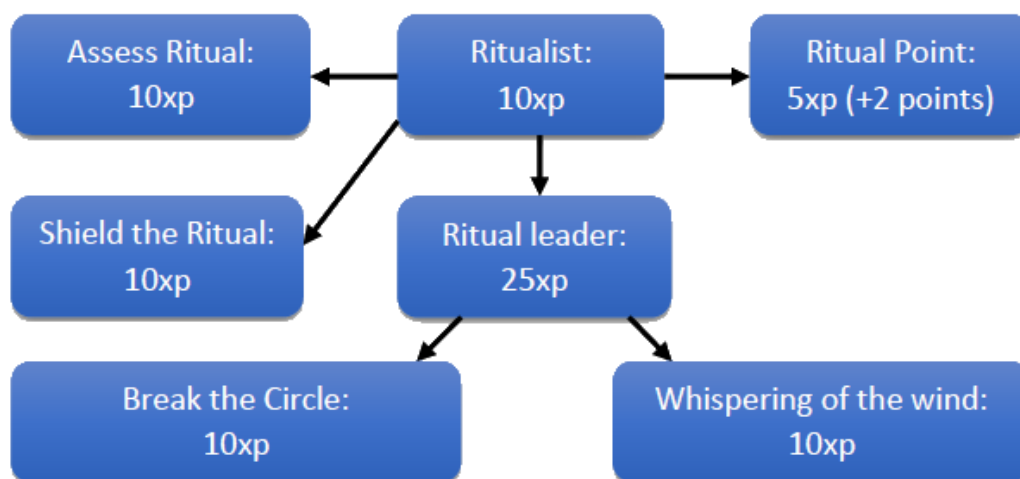 Assess Ritual:
10xp
Ritualist:
10xp
Ritual Point:
5xp (+2 points)
Shield the Ritual:
10xp
Ritual leader:
25xp
Break the Circle:
10xp
Whispering of the wind:
10xp